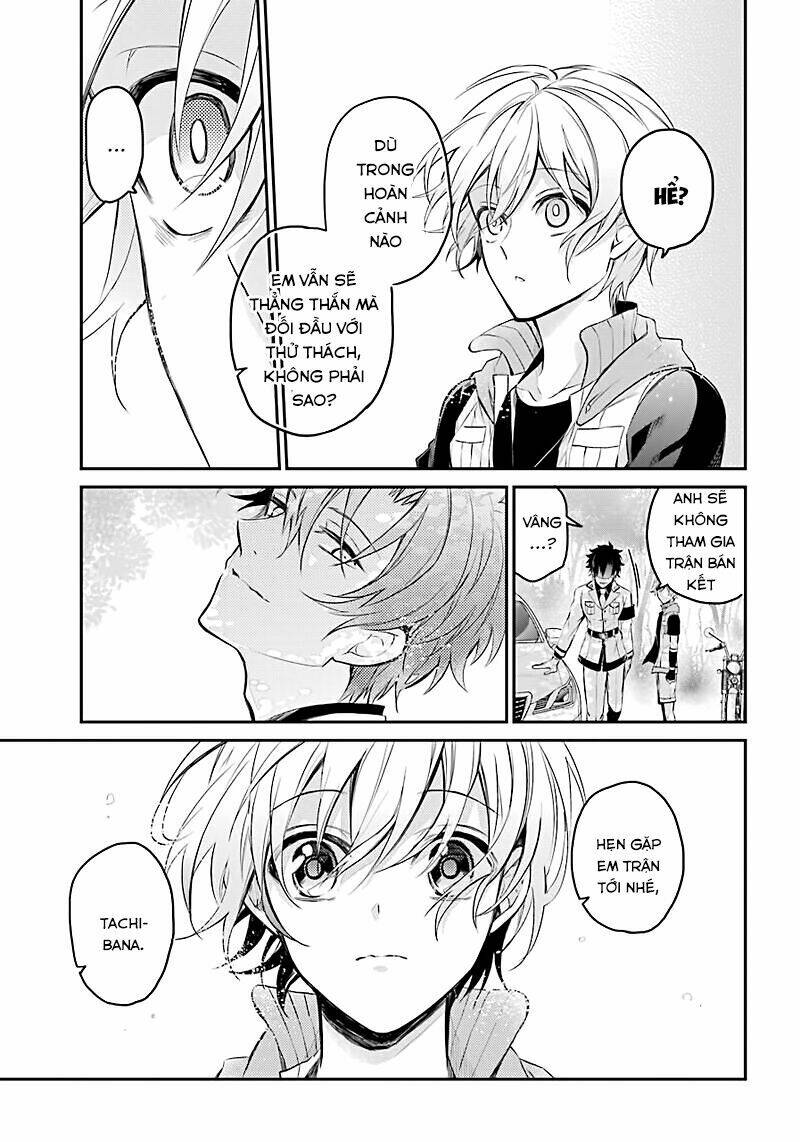 HỂ?
DÙ
TRONG
HOÀN
CẢNH
NÀO
EM VẪN SẼ
THẲNG THẮN MÀ
ĐỐI ĐẦU VỚI
THỬ THÁCH,
KHÔNG PHẢI
SAO?
...
ANH SẼ
KHÔNG
THAM GIA
TRẬN BÁN
KẾT
VÂNG
...?
HẸN GẶP
EM TRẬN
TỚI NHÉ,
TACHI-
BANA.